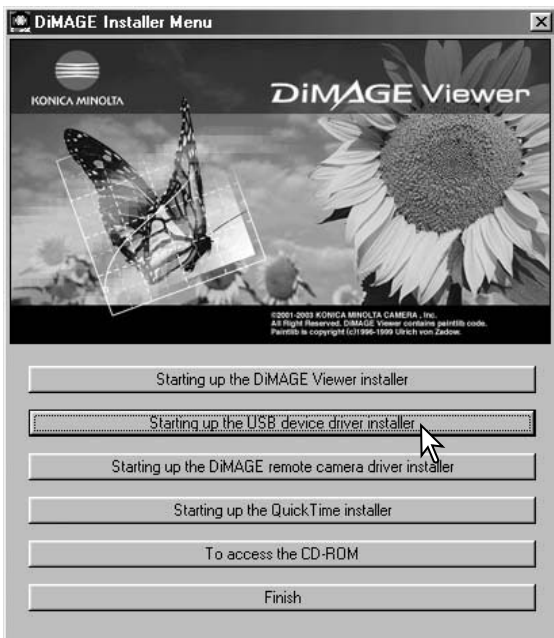 DiMAGE Installer Menu
KONICA MINOLTA
DiMAGE Viewer
©2001-2003 KONICA MINOLTA CAMERA , Inc.
All Right Reserved. DiMAGE Viewer contains paintlib code.
Paintlib is copyright (c)1996-1999 Ulrich von Zadow.
Starting up the DiMAGE Viewer installer
Starting up the USB device driver installer
Starting up the DiMAGE remote camera driver installer
Starting up the QuickTime installer
To access the CD-ROM
Finish